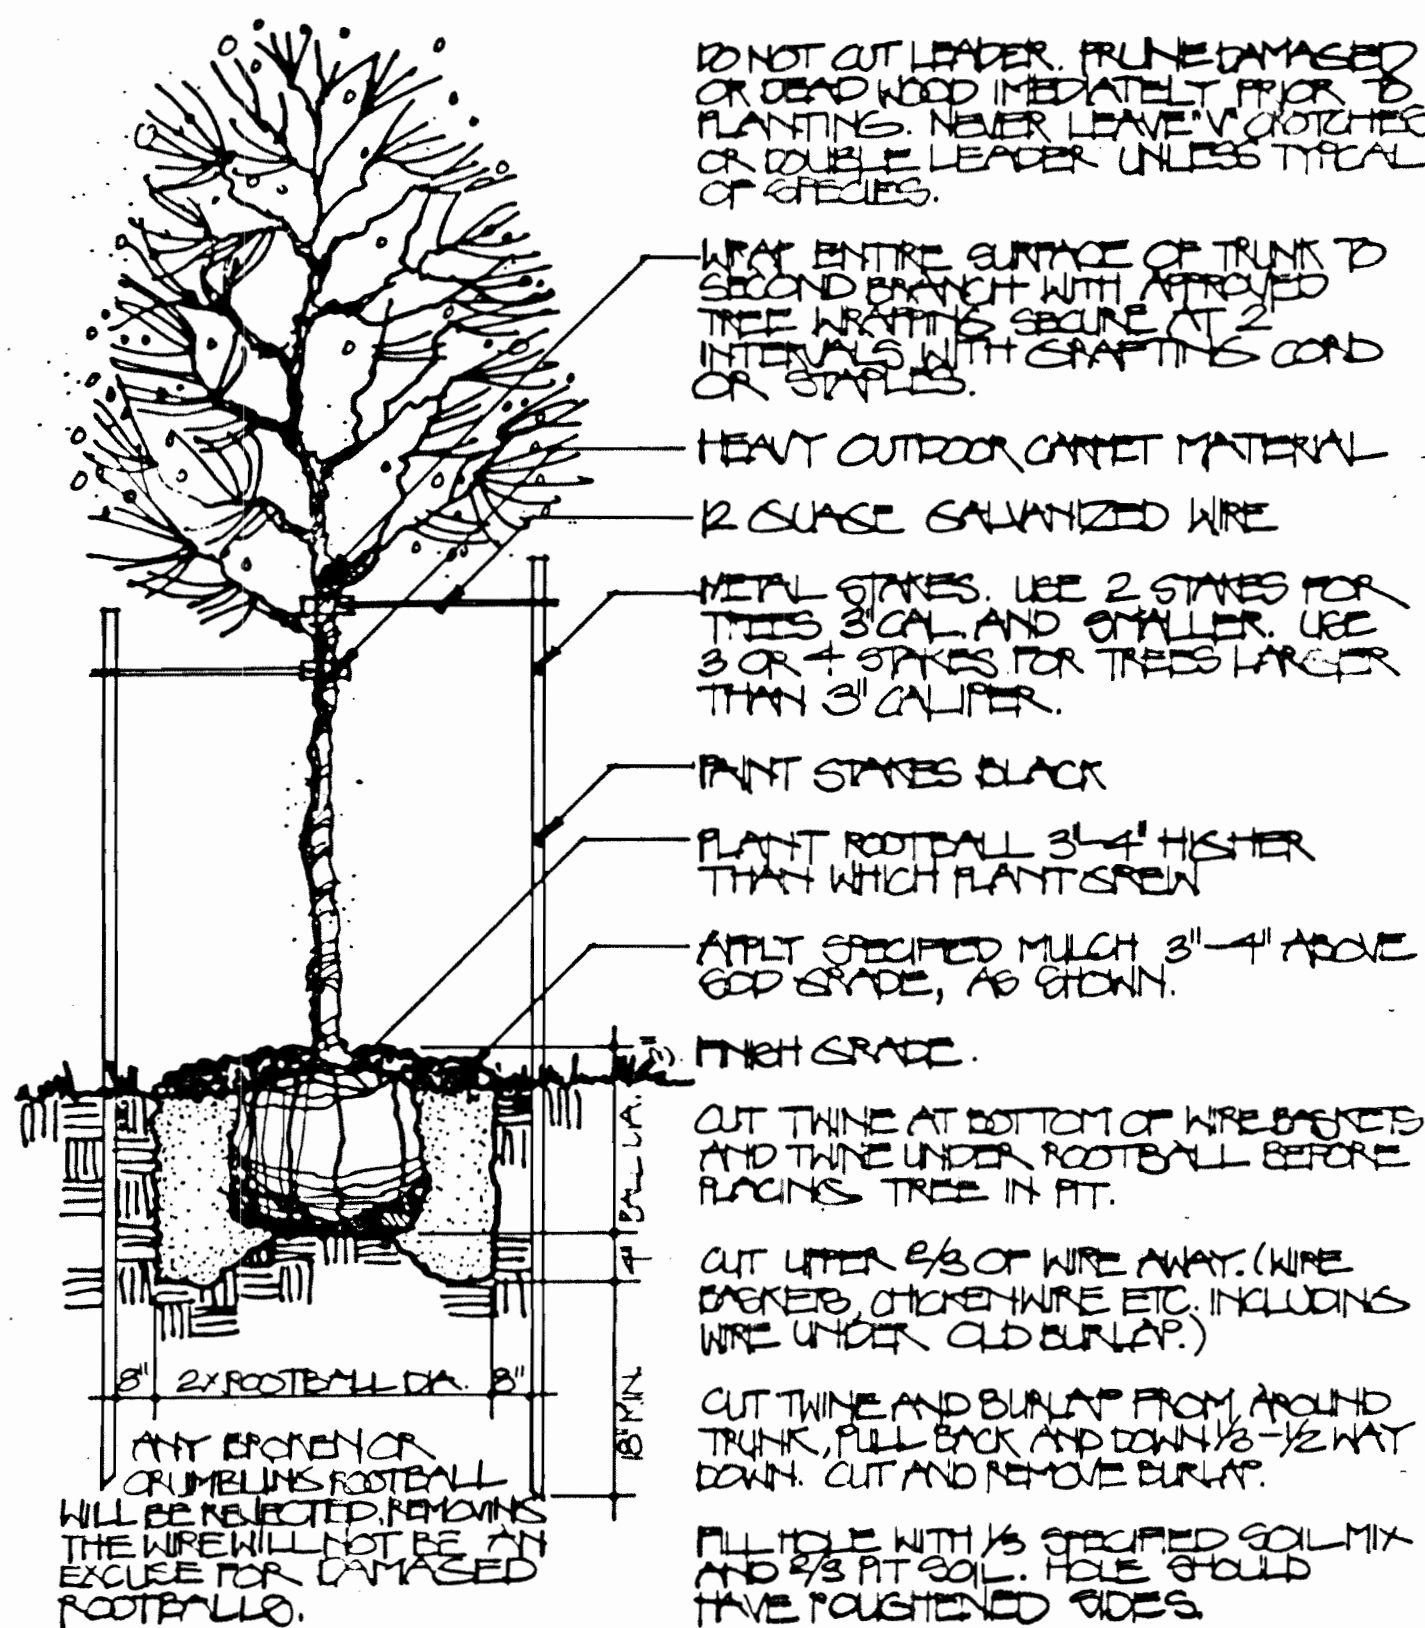 DO NOT CUT LEADER. PRUNE DAMAGED
OR DEAD WOOD IMEDIATELY PRIOR TO
PLANTING. NEVER LEAVE "V" CROTCHES
OR DOUBLE LEADER UNLESS TYPICAL
OF SPECIES.
WRAP ENTIRE SURFACE OF TRUNK TO
SECOND BRANCH WITH APPROVED
TREE WRAPPING SECURE AT 2'
INTERVALS WITH GRAFTING CORD
OR STAPLES.
HEAVY OUTDOOR CARPET MATERIAL
12 GUAGE GALVANIZED WIRE
METAL STAKES. USE 2 STAKES FOR
TREES 3" CAL. AND SMALLER. USE
3 OR 4 STAKES FOR TREES LARGER
THAN 3" CALIPER.
PAINT STAKES BLACK
PLANT ROOTBALL 3"-4" HIGHER
THAN WHICH PLANT GREW
APPLY SPECIFIED MULCH 3"-4" ABOVE
SOD GRADE, AS SHOWN.
3"
FINISH GRADE.
BALL DIA.
CUT TWINE AT BOTTOM OF WIRE BASKETS
AND TWINE UNDER ROOTBALL BEFORE
PLACING TREE IN PIT.
4"
CUT UPPER 2/3 OF WIRE AWAY. (WIRE
BASKETS, CHICKENWIRE ETC. INCLUDING
WIRE UNDER OLD BURLAP.)
8" 2X ROOTBALL DIA. 8"
18" MIN.
CUT TWINE AND BURLAP FROM AROUND
TRUNK, PULL BACK AND DOWN 1/3-1/2 WAY
DOWN. CUT AND REMOVE BURLAP.
ANY BROKEN OR
CRUMBLING ROOTBALL
WILL BE REJECTED. REMOVING
THE WIRE WILL NOT BE AN
EXCUSE FOR DAMAGED
ROOTBALLS.
FILL HOLE WITH 1/3 SPECIFIED SOIL MIX
AND 2/3 PIT SOIL. HOLE SHOULD
HAVE ROUGHENED SIDES.